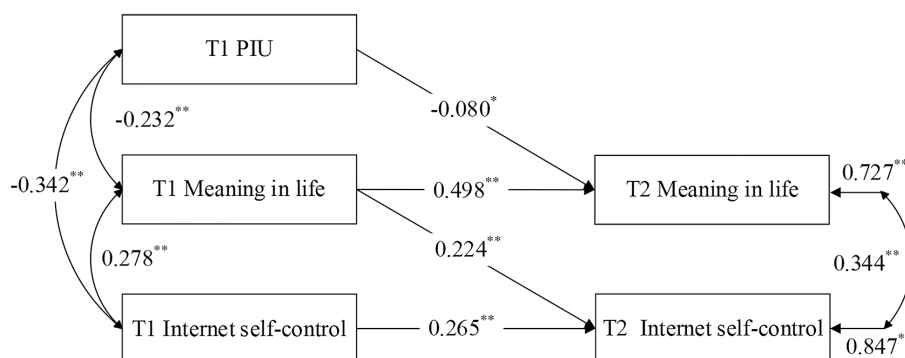 T1 PIU
-0.080*
-0.232**
-0.342**
T1 Meaning in life
0.498**
T2 Meaning in life
0.727**
0.278**
0.224**
0.344**
T1 Internet self-control
0.265**
T2 Internet self-control
0.847*